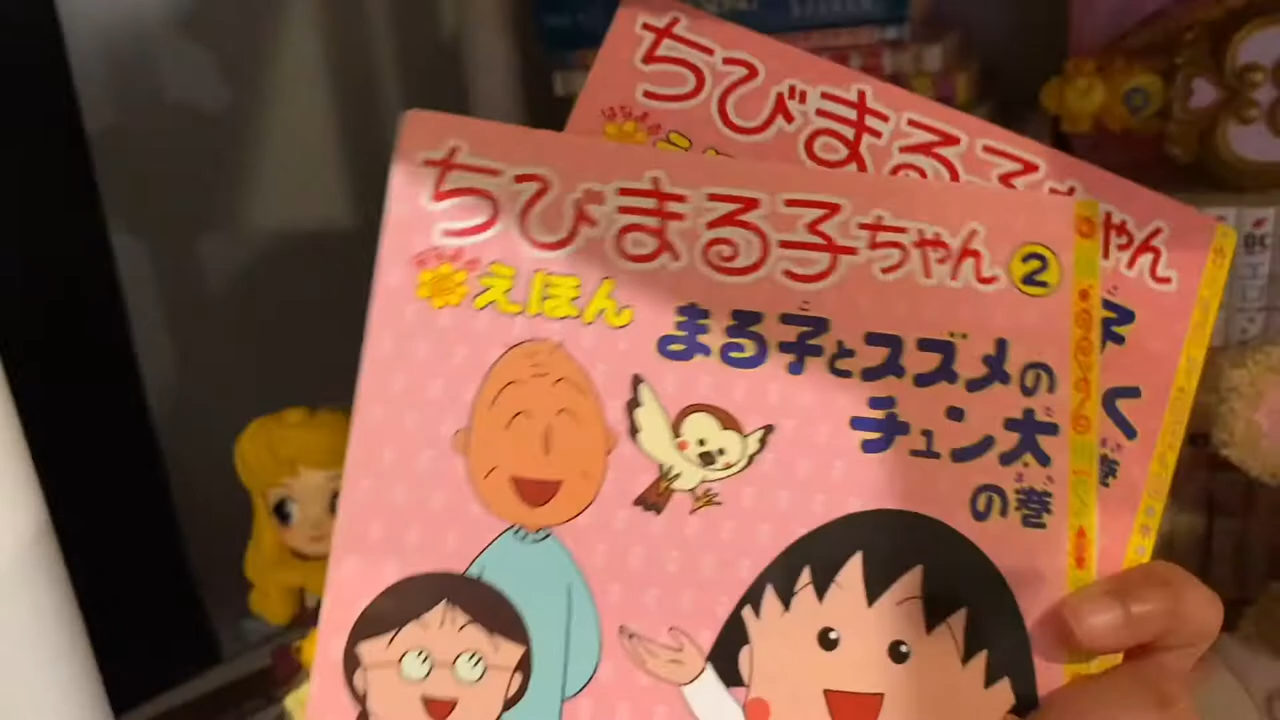 ちびまる子ちゃん
ちびまる子ちゃん 2
えほん
まる子とスズメの
チュン太
の巻